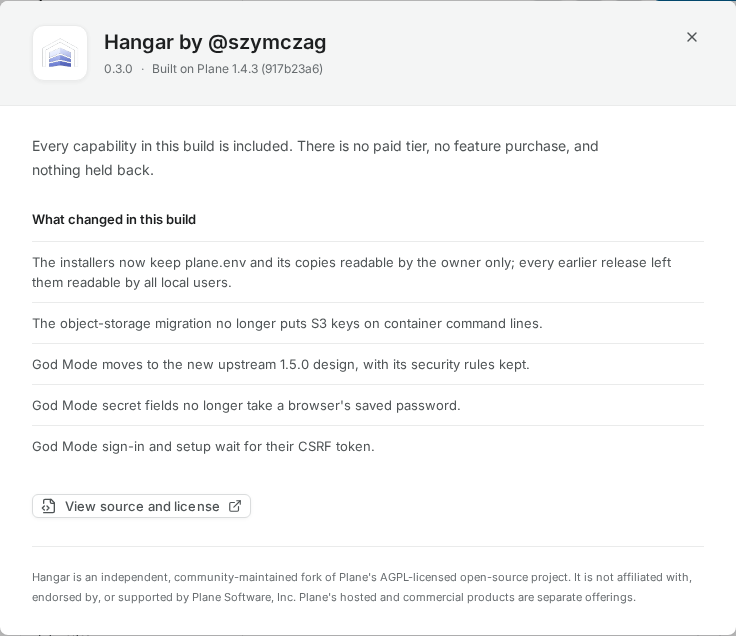 Hangar by @szymczag
0.3.0 · Built on Plane 1.4.3 (917b23a6)
Every capability in this build is included. There is no paid tier, no feature purchase, and
nothing held back.
What changed in this build
The installers now keep plane.env and its copies readable by the owner only; every earlier release left
them readable by all local users.
The object-storage migration no longer puts S3 keys on container command lines.
God Mode moves to the new upstream 1.5.0 design, with its security rules kept.
God Mode secret fields no longer take a browser's saved password.
God Mode sign-in and setup wait for their CSRF token.
View source and license
Hangar is an independent, community-maintained fork of Plane's AGPL-licensed open-source project. It is not affiliated with,
endorsed by, or supported by Plane Software, Inc. Plane's hosted and commercial products are separate offerings.